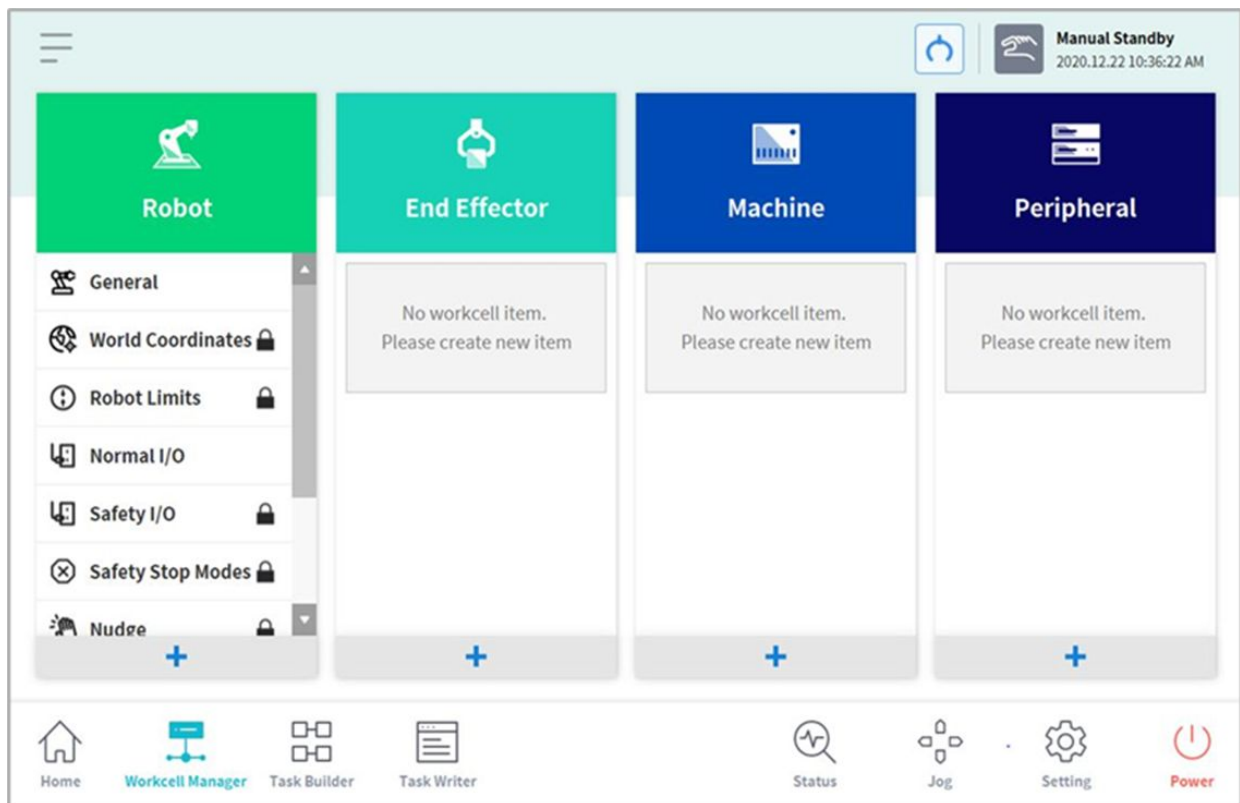 Manual Standby
2020.12.22 10:36:22 AM
Robot
End Effector
Machine
Peripheral
General
World Coordinates
Robot Limits
Normal I/O
Safety I/O
Safety Stop Modes
Nudge
No workcell item.
Please create new item
No workcell item.
Please create new item
No workcell item.
Please create new item
Home
Workcell Manager
Task Builder
Task Writer
Status
Jog
Setting
Power